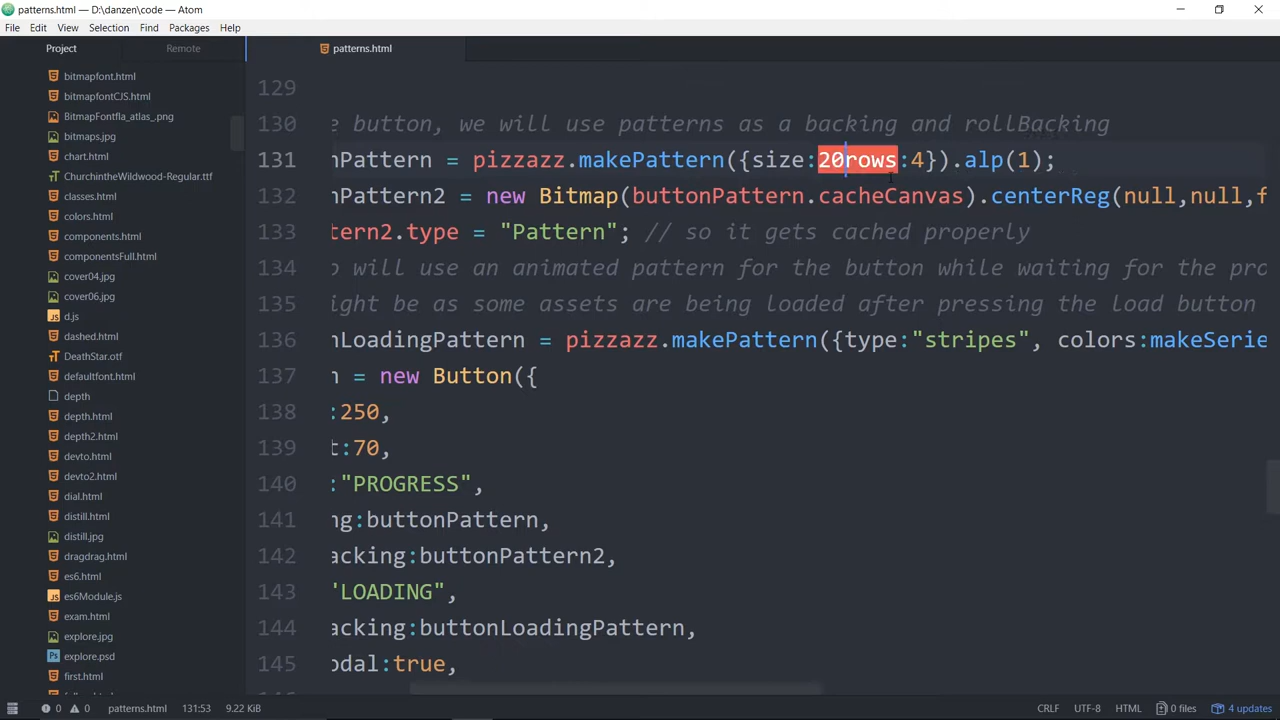 patterns.html — D:\danzen\code — Atom
File Edit View Selection Find Packages Help
Project
Remote
patterns.html
bitmapfont.html
bitmapfontCJS.html
BitmapFontfla_atlas_.png
bitmaps.jpg
chart.html
ChurchintheWildwood-Regular.ttf
classes.html
colors.html
components.html
componentsFull.html
cover04.jpg
cover06.jpg
d.js
dashed.html
DeathStar.otf
defaultfont.html
depth
depth.html
depth2.html
devto.html
devto2.html
dial.html
distill.html
distill.jpg
dragdrag.html
es6.html
es6Module.js
exam.html
explore.jpg
explore.psd
first.html
129
130 e button, we will use patterns as a backing and rollBacking
131 nPattern = pizzazz.makePattern({size:20rows:4}).alp(1);
132 nPattern2 = new Bitmap(buttonPattern.cacheCanvas).centerReg(null,null,f
133 tern2.type = "Pattern"; // so it gets cached properly
134 o will use an animated pattern for the button while waiting for the pro
135 ight be as some assets are being loaded after pressing the load button
136 nLoadingPattern = pizzazz.makePattern({type:"stripes", colors:makeSerie
137 n = new Button({
138 :250,
139 t:70,
140 :"PROGRESS",
141 ng:buttonPattern,
142 acking:buttonPattern2,
143 "LOADING",
144 acking:buttonLoadingPattern,
145 odal:true,
0 0 patterns.html 131:53 9.22 KiB CRLF UTF-8 HTML 0 files 4 updates